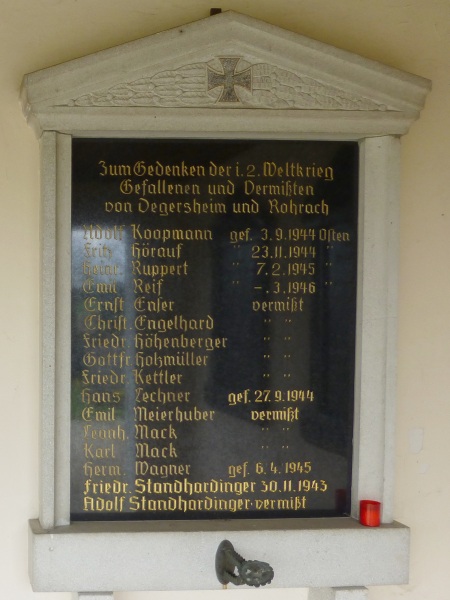 Zum Gedenken der i. 2. Weltkrieg
Gefallenen und Vermißten
von Degersheim und Rohrach
Adolf Koopmann gef. 3. 9. 1944 Osten
Fritz Hörauf " 23. 11. 1944 "
Heinr. Ruppert " 7. 2. 1945 "
Emil Reif " –. 3. 1946 "
Ernst Enser vermißt
Christ. Engelhard " "
Friedr. Höhenberger " "
Gottfr. Holzmüller " "
Friedr. Kettler " "
Hans Lechner gef. 27. 9. 1944
Emil Meierhuber vermißt
Leonh. Mack " "
Karl Mack " "
Herm. Wagner gef. 6. 4. 1945
Friedr. Standhardinger 30. 11. 1943
Adolf Standhardinger · vermißt